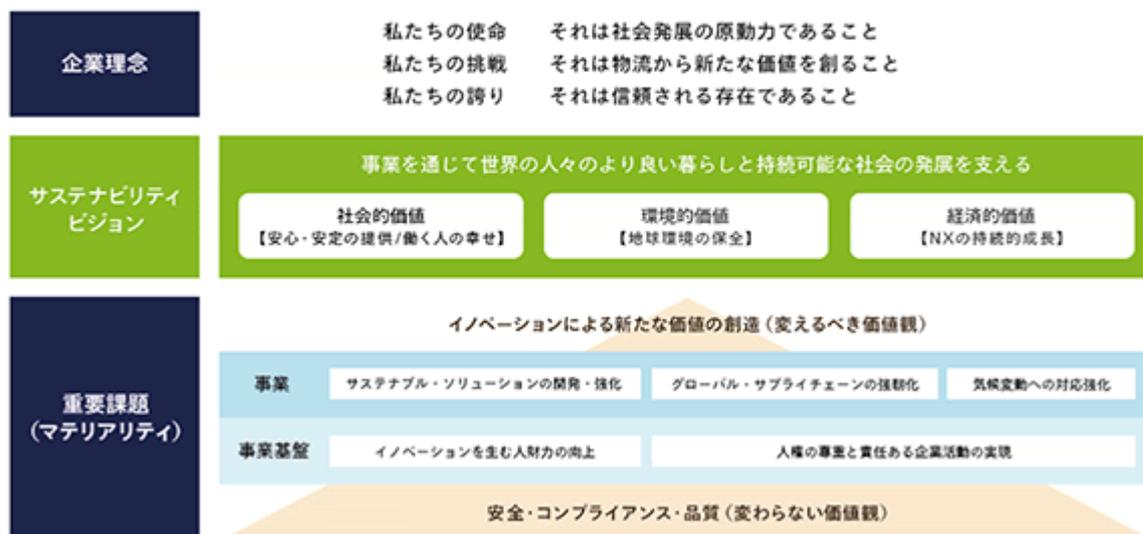 企業理念
私たちの使命 それは社会発展の原動力であること
私たちの挑戦 それは物流から新たな価値を創ること
私たちの誇り それは信頼される存在であること
サステナビリティ
ビジョン
事業を通じて世界の人々のより良い暮らしと持続可能な社会の発展を支える
社会的価値
【安心・安定の提供/働く人の幸せ】
環境的価値
【地球環境の保全】
経済的価値
【NXの持続的成長】
重要課題
(マテリアリティ)
イノベーションによる新たな価値の創造(変えるべき価値観)
事業
サステナブル・ソリューションの開発・強化
グローバル・サプライチェーンの強靭化
気候変動への対応強化
事業基盤
イノベーションを生む人財力の向上
人権の尊重と責任ある企業活動の実現
安全・コンプライアンス・品質(変わらない価値観)